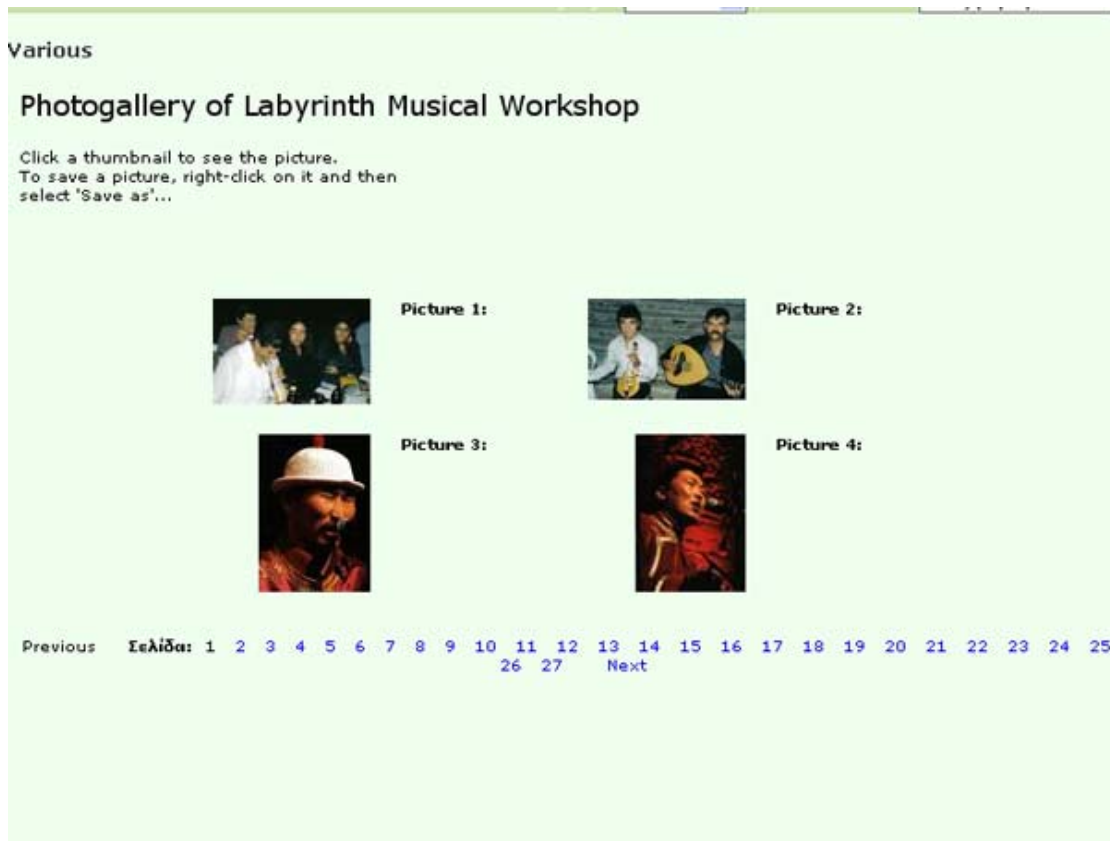 Various
Photogallery of Labyrinth Musical Workshop
Click a thumbnail to see the picture.
To save a picture, right-click on it and then
select 'Save as'...
Picture 1:
Picture 2:
Picture 3:
Picture 4:
Previous Σελίδα: 1 2 3 4 5 6 7 8 9 10 11 12 13 14 15 16 17 18 19 20 21 22 23 24 25
26 27 Next